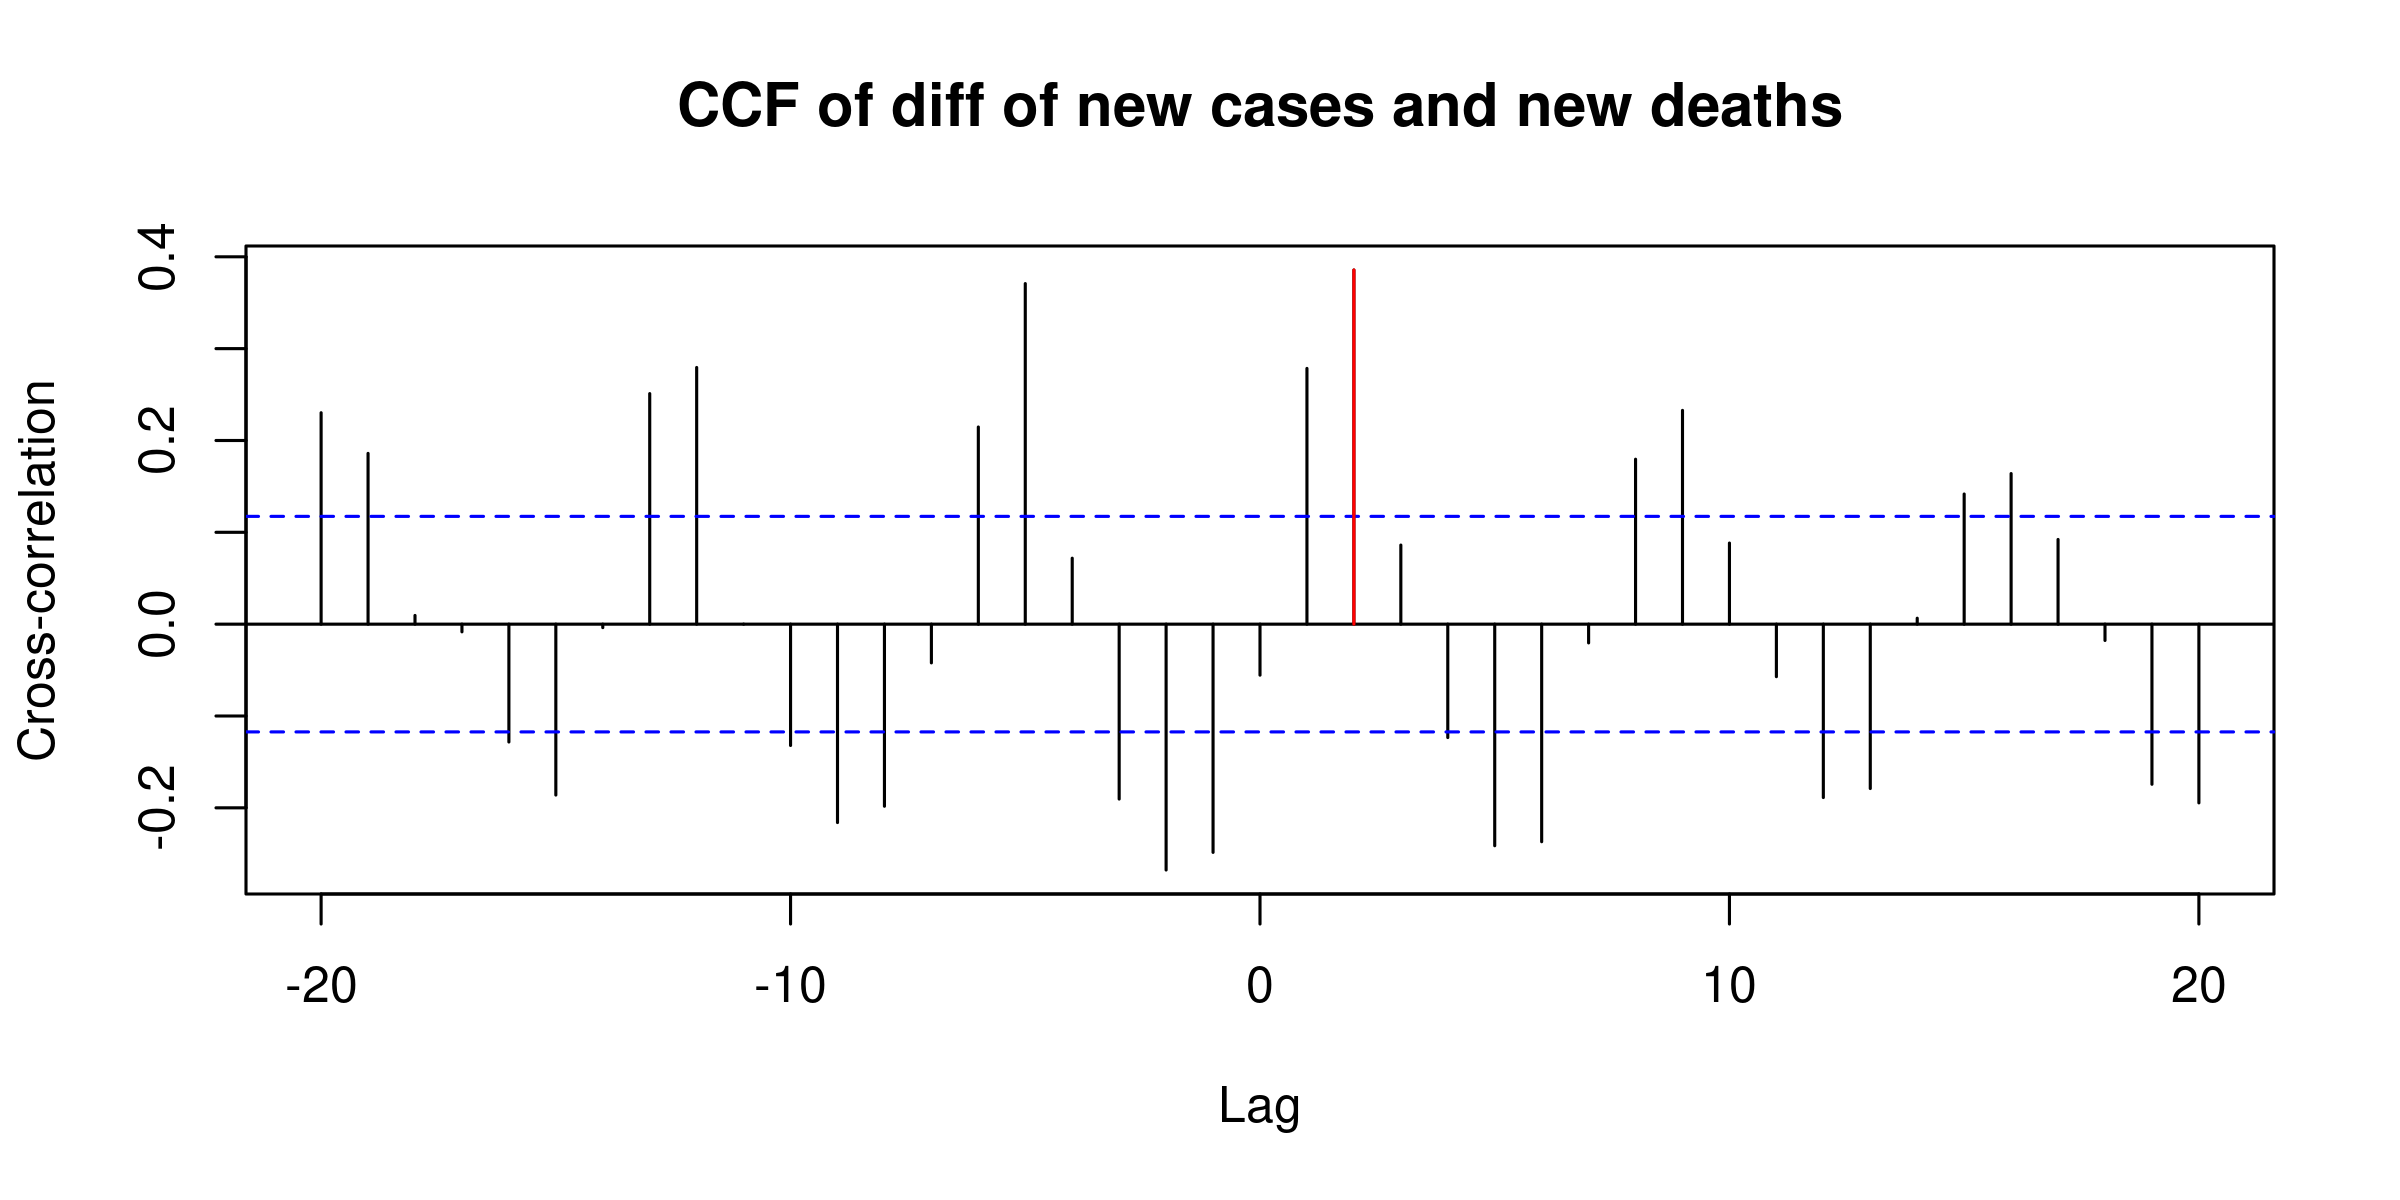 CCF of diff of new cases and new deaths
Cross-correlation
0.4
0.2
0.0
-0.2
-20 -10 0 10 20
Lag